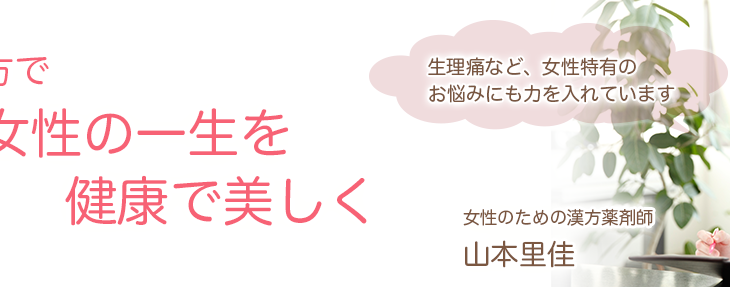 方で
女性の一生を
健康で美しく
生理痛など、女性特有の
お悩みにも力を入れています
女性のための漢方薬剤師
山本里佳